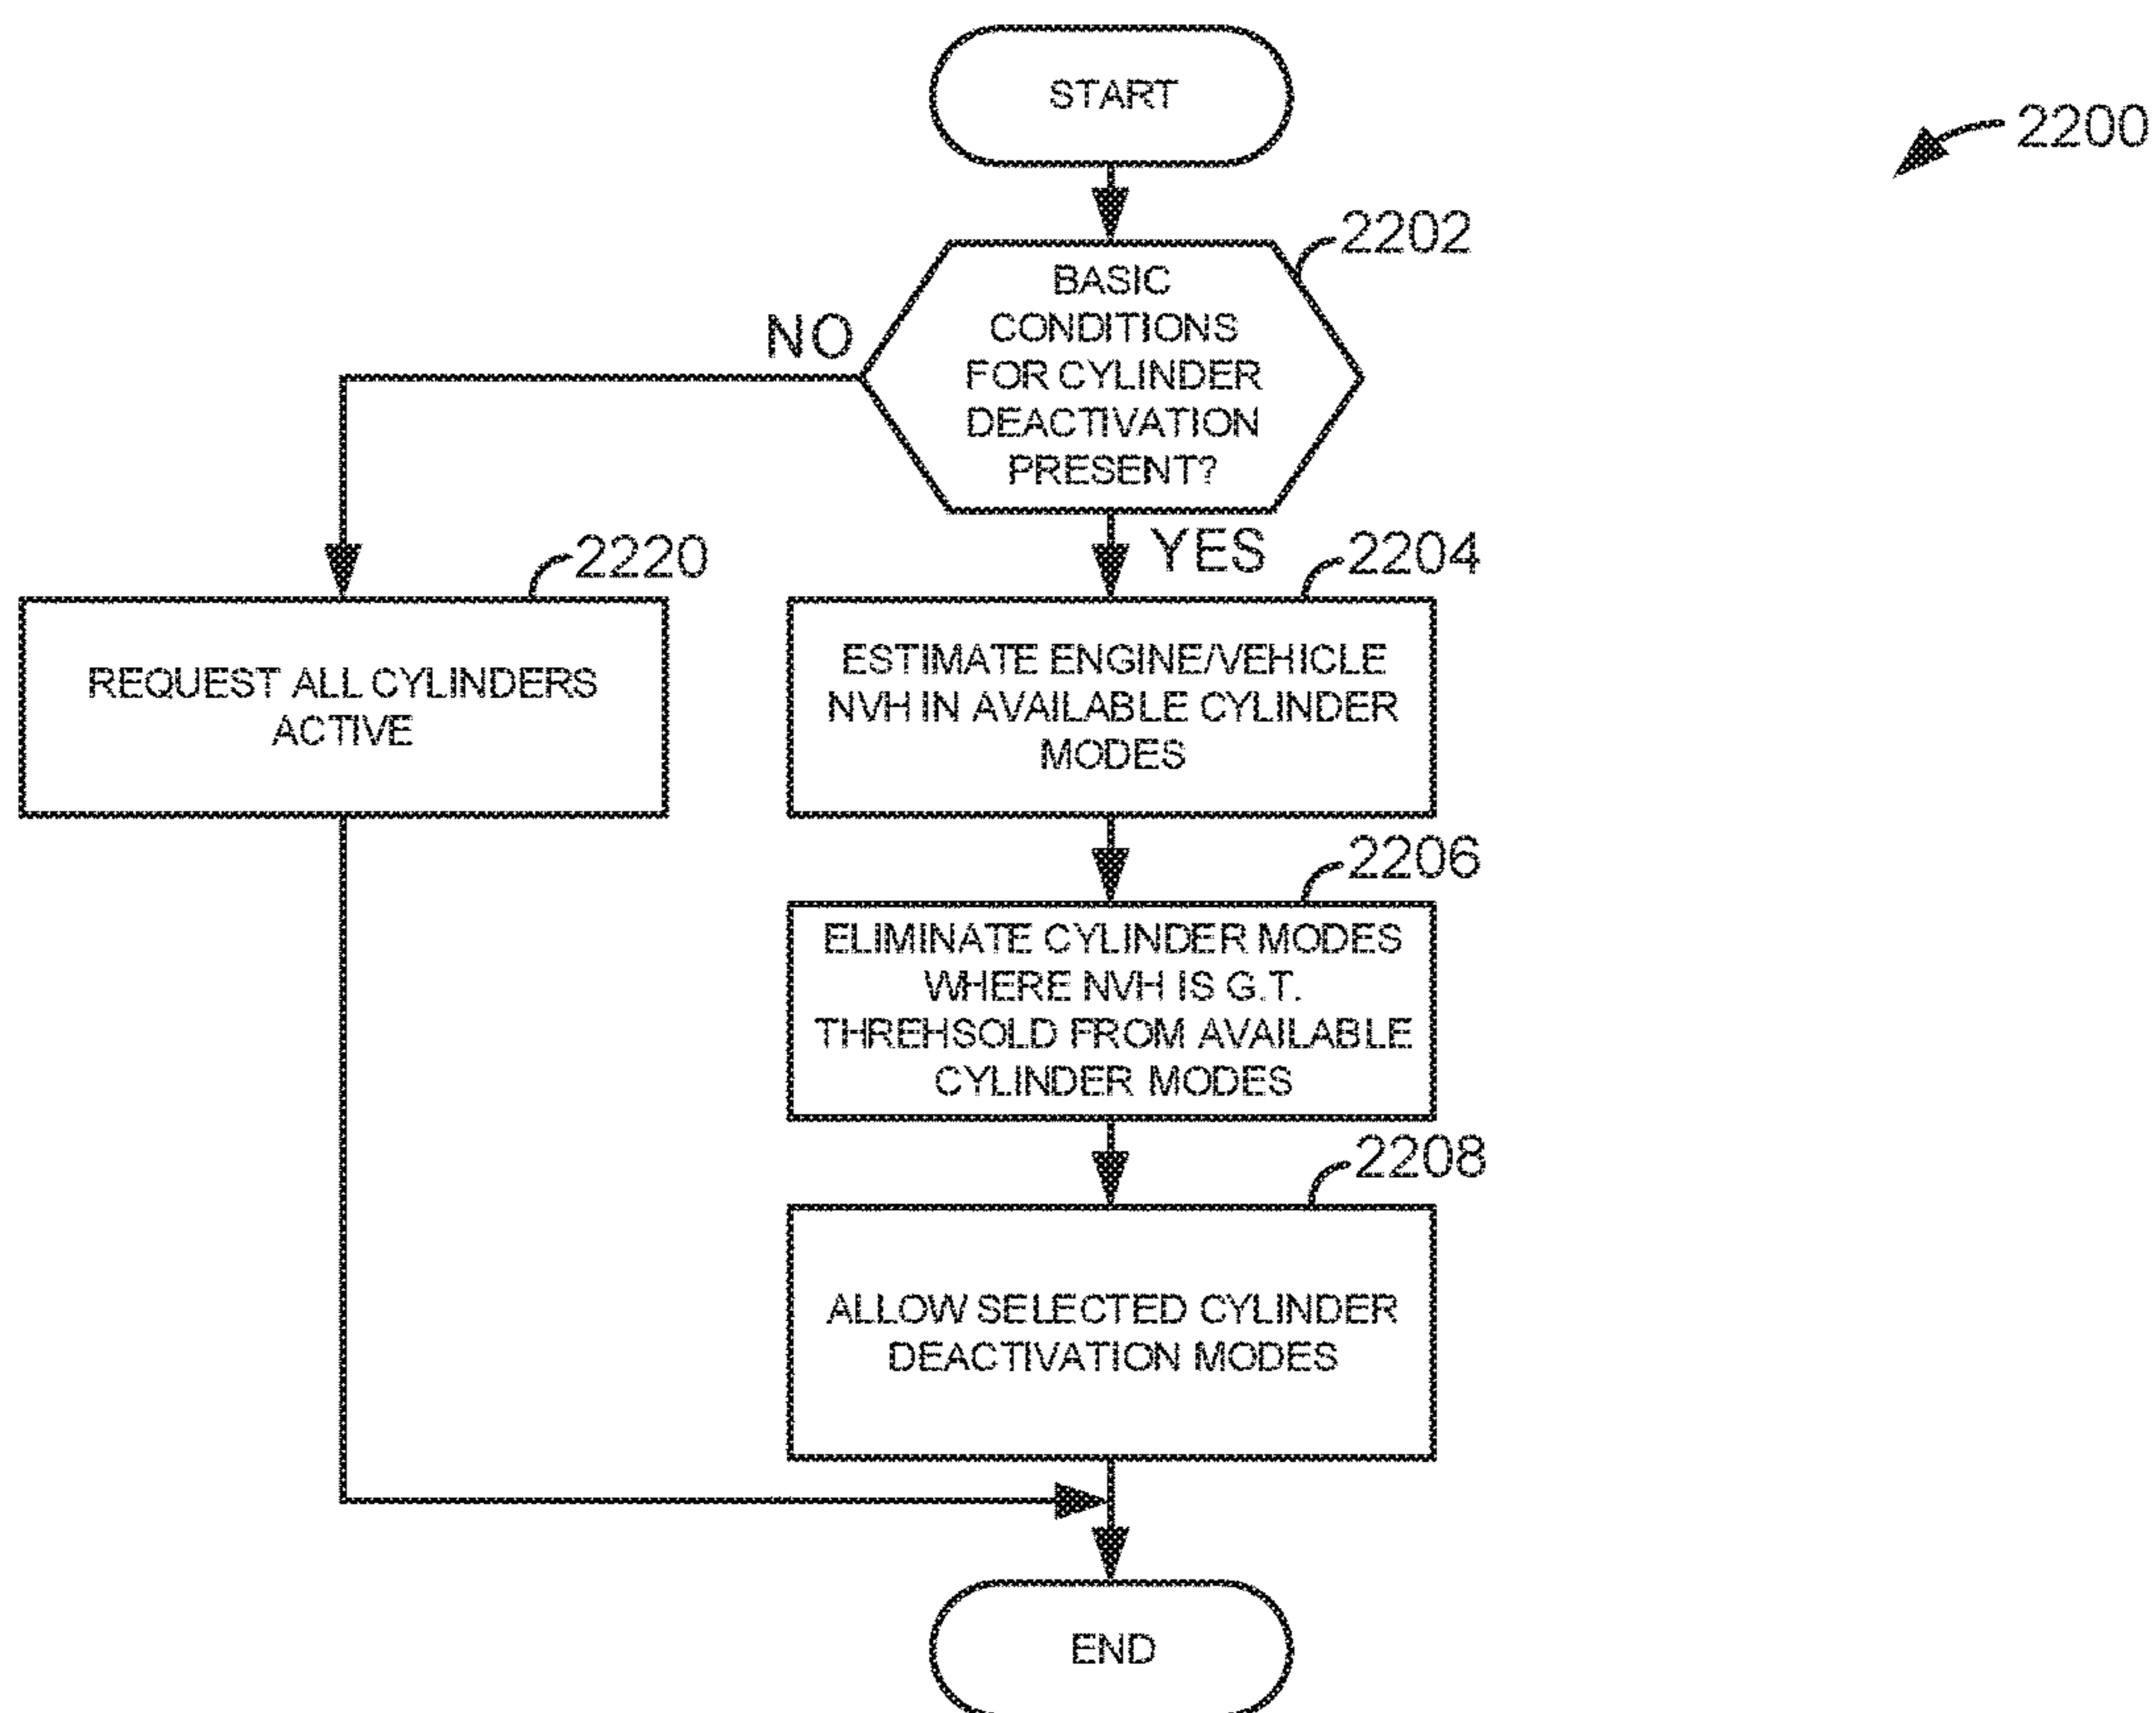 START
2200
2202
BASIC
CONDITIONS
FOR CYLINDER
DEACTIVATION
PRESENT?
NO
YES
2220
2204
REQUEST ALL CYLINDERS
ACTIVE
ESTIMATE ENGINE/VEHICLE
NVH IN AVAILABLE CYLINDER
MODES
2206
ELIMINATE CYLINDER MODES
WHERE NVH IS G.T.
THREHSOLD FROM AVAILABLE
CYLINDER MODES
2208
ALLOW SELECTED CYLINDER
DEACTIVATION MODES
END